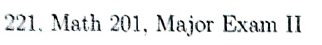 221. Math 201, Major Exam II